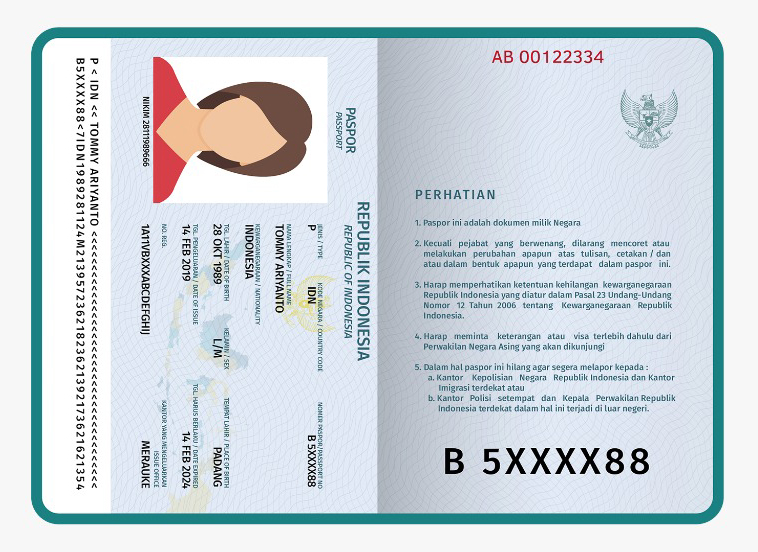 AB 00122334
PERHATIAN
1. Paspor ini adalah dokumen milik Negara
2. Kecuali pejabat yang berwenang, dilarang mencoret atau
melakukan perubahan apapun atas tulisan, cetakan / dan
atau dalam bentuk apapun yang terdapat dalam paspor ini.
3. Harap memperhatikan ketentuan kehilangan kewarganegaraan
Republik Indonesia yang diatur dalam Pasal 23 Undang-Undang
Nomor 12 Tahun 2006 tentang Kewarganegaraan Republik
Indonesia.
4. Harap meminta keterangan atau visa terlebih dahulu dari
Perwakilan Negara Asing yang akan dikunjungi
5. Dalam hal paspor ini hilang agar segera melapor kepada :
a. Kantor Kepolisian Negara Republik Indonesia dan Kantor
Imigrasi terdekat atau
b. Kantor Polisi setempat dan Kepala Perwakilan Republik
Indonesia terdekat dalam hal ini terjadi di luar negeri.
B 5XXXX88
REPUBLIK INDONESIA
REPUBLIC OF INDONESIA
PASPOR
PASSPORT
JENIS / TYPE KODE NEGARA / COUNTRY CODE NOMER PASPOR/PASSPORT NO
P IDN B 5XXXX88
NAMA LENGKAP / FULL NAME
TOMMY ARIYANTO
KEWARGANEGARAAN / NATIONALITY
INDONESIA
TGL. LAHIR / DATE OF BIRTH KELAMIN / SEX TEMPAT LAHIR / PLACE OF BIRTH
28 OKT 1989 L/M PADANG
TGL. PENGELUARAN / DATE OF ISSUE TGL. HARUS BERLAKU / DATE EXPIRED
14 FEB 2019 14 FEB 2024
NO. REG. KANTOR YANG MENGELUARKAN
ISSUE OFFICE
1A11VBXXXABCDEFGHIJ MERAUKE
NIKIM 28111989666
P < IDN << TOMMY ARIYANTO <<<<<<<<<<<<<<<<<<<<<<<<<<
B5XXXX88<7IDN1989281124M21395723621823621392173621621354